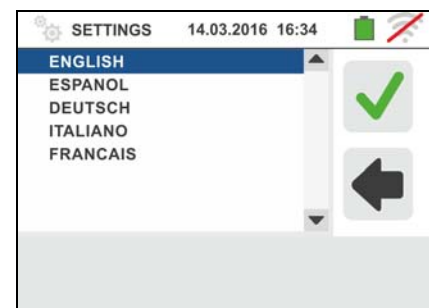 SETTINGS 14.03.2016 16:34
ENGLISH
ESPANOL
DEUTSCH
ITALIANO
FRANCAIS